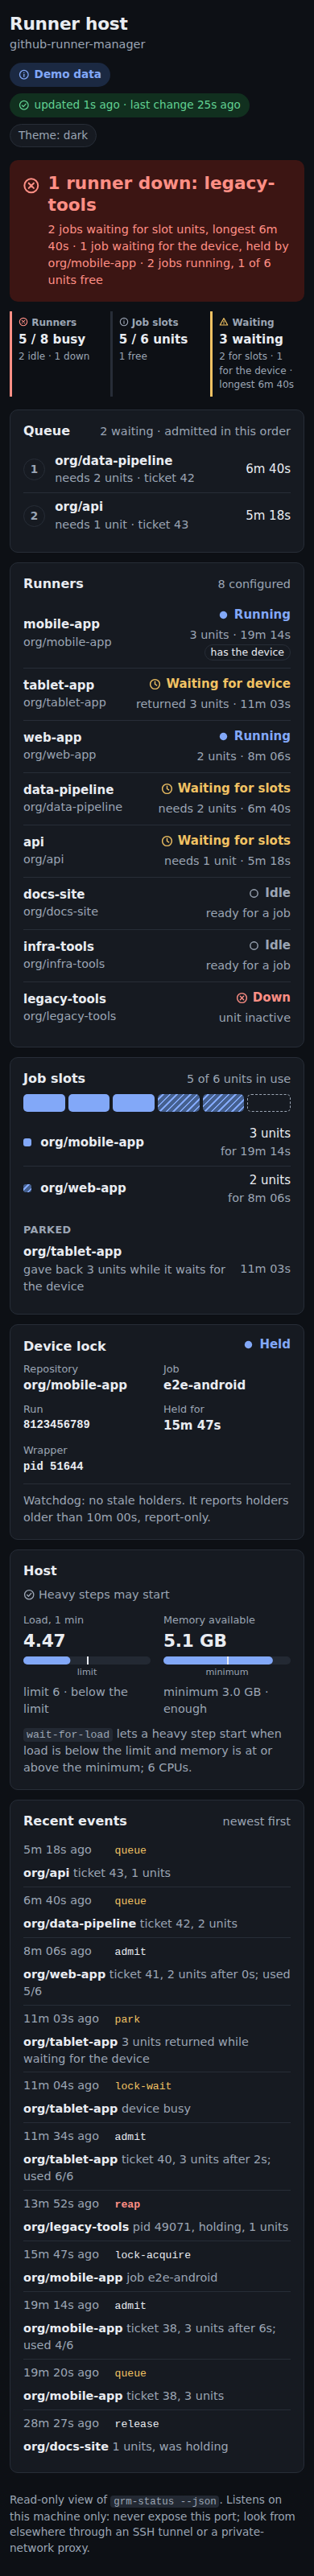 Runner host
github-runner-manager
Demo data
updated 1s ago · last change 25s ago
Theme: dark
1 runner down: legacy-
tools
2 jobs waiting for slot units, longest 6m
40s · 1 job waiting for the device, held by
org/mobile-app · 2 jobs running, 1 of 6
units free
Runners
5 / 8 busy
2 idle · 1 down
Job slots
5 / 6 units
1 free
Waiting
3 waiting
2 for slots · 1
for the device ·
longest 6m 40s
Queue
2 waiting · admitted in this order
1
org/data-pipeline
needs 2 units · ticket 42
6m 40s
2
org/api
needs 1 unit · ticket 43
5m 18s
Runners
8 configured
mobile-app
org/mobile-app
Running
3 units · 19m 14s
has the device
tablet-app
org/tablet-app
Waiting for device
returned 3 units · 11m 03s
web-app
org/web-app
Running
2 units · 8m 06s
data-pipeline
org/data-pipeline
Waiting for slots
needs 2 units · 6m 40s
api
org/api
Waiting for slots
needs 1 unit · 5m 18s
docs-site
org/docs-site
Idle
ready for a job
infra-tools
org/infra-tools
Idle
ready for a job
legacy-tools
org/legacy-tools
Down
unit inactive
Job slots
5 of 6 units in use
org/mobile-app
3 units
for 19m 14s
org/web-app
2 units
for 8m 06s
PARKED
org/tablet-app
gave back 3 units while it waits for
the device
11m 03s
Device lock
Held
Repository
org/mobile-app
Job
e2e-android
Run
8123456789
Held for
15m 47s
Wrapper
pid 51644
Watchdog: no stale holders. It reports holders
older than 10m 00s, report-only.
Host
Heavy steps may start
Load, 1 min
4.47
limit
limit 6 · below the
limit
Memory available
5.1 GB
minimum
minimum 3.0 GB ·
enough
wait-for-load lets a heavy step start when
load is below the limit and memory is at or
above the minimum; 6 CPUs.
Recent events
newest first
5m 18s ago queue
org/api ticket 43, 1 units
6m 40s ago queue
org/data-pipeline ticket 42, 2 units
8m 06s ago admit
org/web-app ticket 41, 2 units after 0s; used
5/6
11m 03s ago park
org/tablet-app 3 units returned while
waiting for the device
11m 04s ago lock-wait
org/tablet-app device busy
11m 34s ago admit
org/tablet-app ticket 40, 3 units after 2s;
used 6/6
13m 52s ago reap
org/legacy-tools pid 49071, holding, 1 units
15m 47s ago lock-acquire
org/mobile-app job e2e-android
19m 14s ago admit
org/mobile-app ticket 38, 3 units after 6s;
used 4/6
19m 20s ago queue
org/mobile-app ticket 38, 3 units
28m 27s ago release
org/docs-site 1 units, was holding
Read-only view of grm-status --json. Listens on
this machine only: never expose this port; look from
elsewhere through an SSH tunnel or a private-
network proxy.